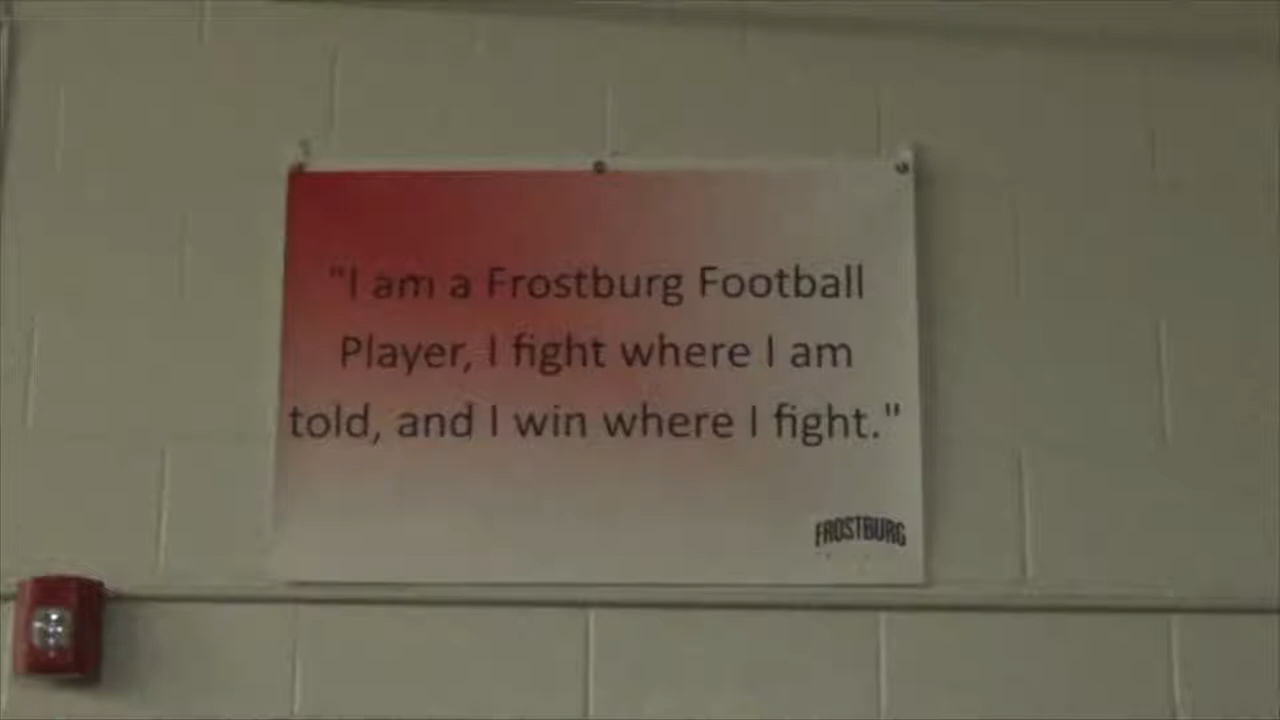 "I am a Frostburg Football
Player, I fight where I am
told, and I win where I fight."
FROSTBURG